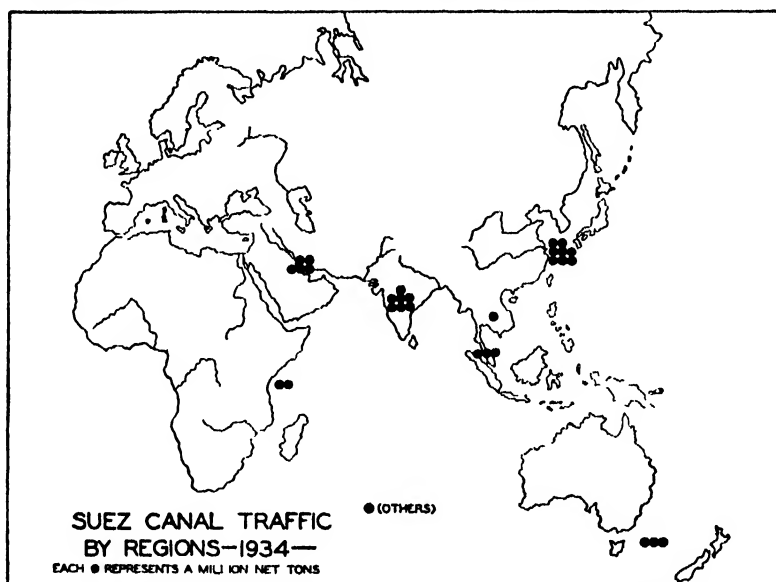 ●(OTHERS)
SUEZ CANAL TRAFFIC
BY REGIONS—1934—
EACH ● REPRESENTS A MILLION NET TONS